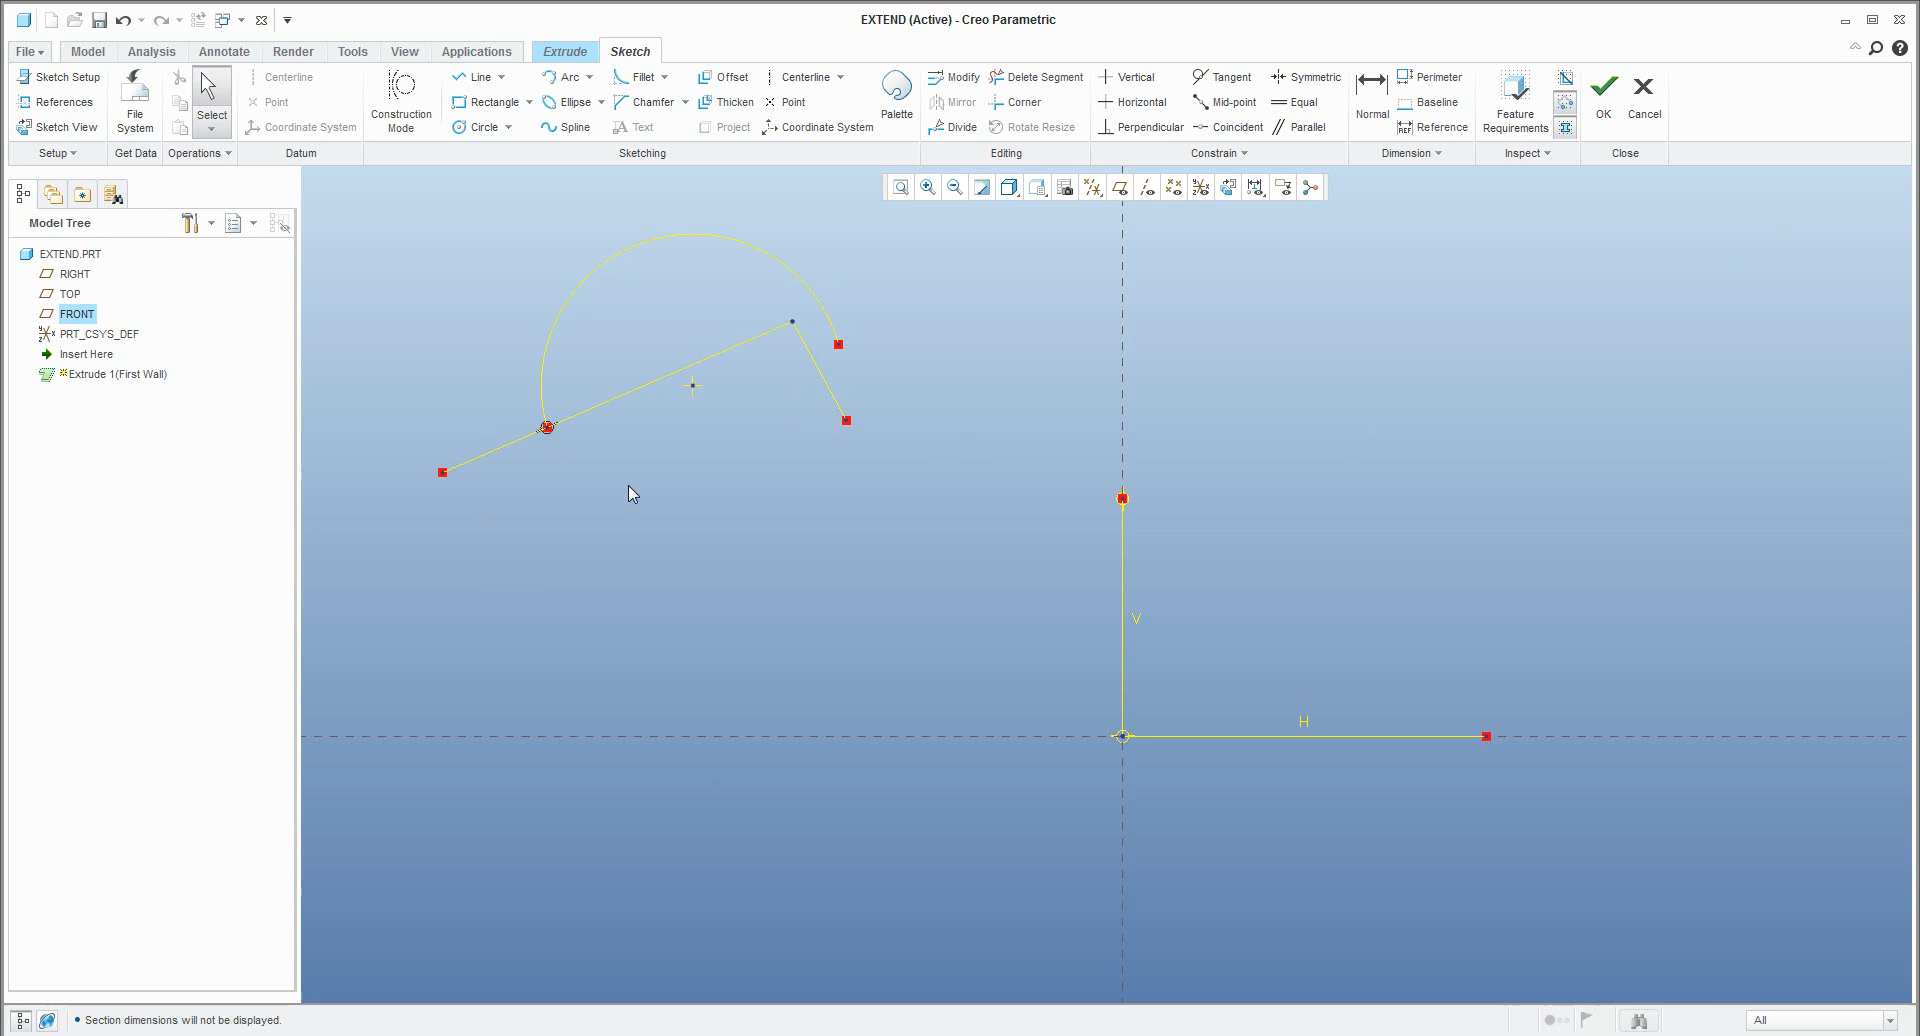 EXTEND (Active) - Creo Parametric
File Model Analysis Annotate Render Tools View Applications Extrude Sketch
Sketch Setup
References
Sketch View
Setup
File System
Get Data
Select
Operations
Centerline
Point
Coordinate System
Datum
Construction Mode
Line Arc Fillet Offset Centerline
Rectangle Ellipse Chamfer Thicken Point
Circle Spline Text Project Coordinate System
Palette
Sketching
Modify Delete Segment
Mirror Corner
Divide Rotate Resize
Editing
Vertical Tangent Symmetric
Horizontal Mid-point Equal
Perpendicular Coincident Parallel
Constrain
Normal
Perimeter
Baseline
REF Reference
Dimension
Feature Requirements
Inspect
OK Cancel
Close
Model Tree
EXTEND.PRT
RIGHT
TOP
FRONT
PRT_CSYS_DEF
Insert Here
Extrude 1(First Wall)
V
H
Section dimensions will not be displayed.
All